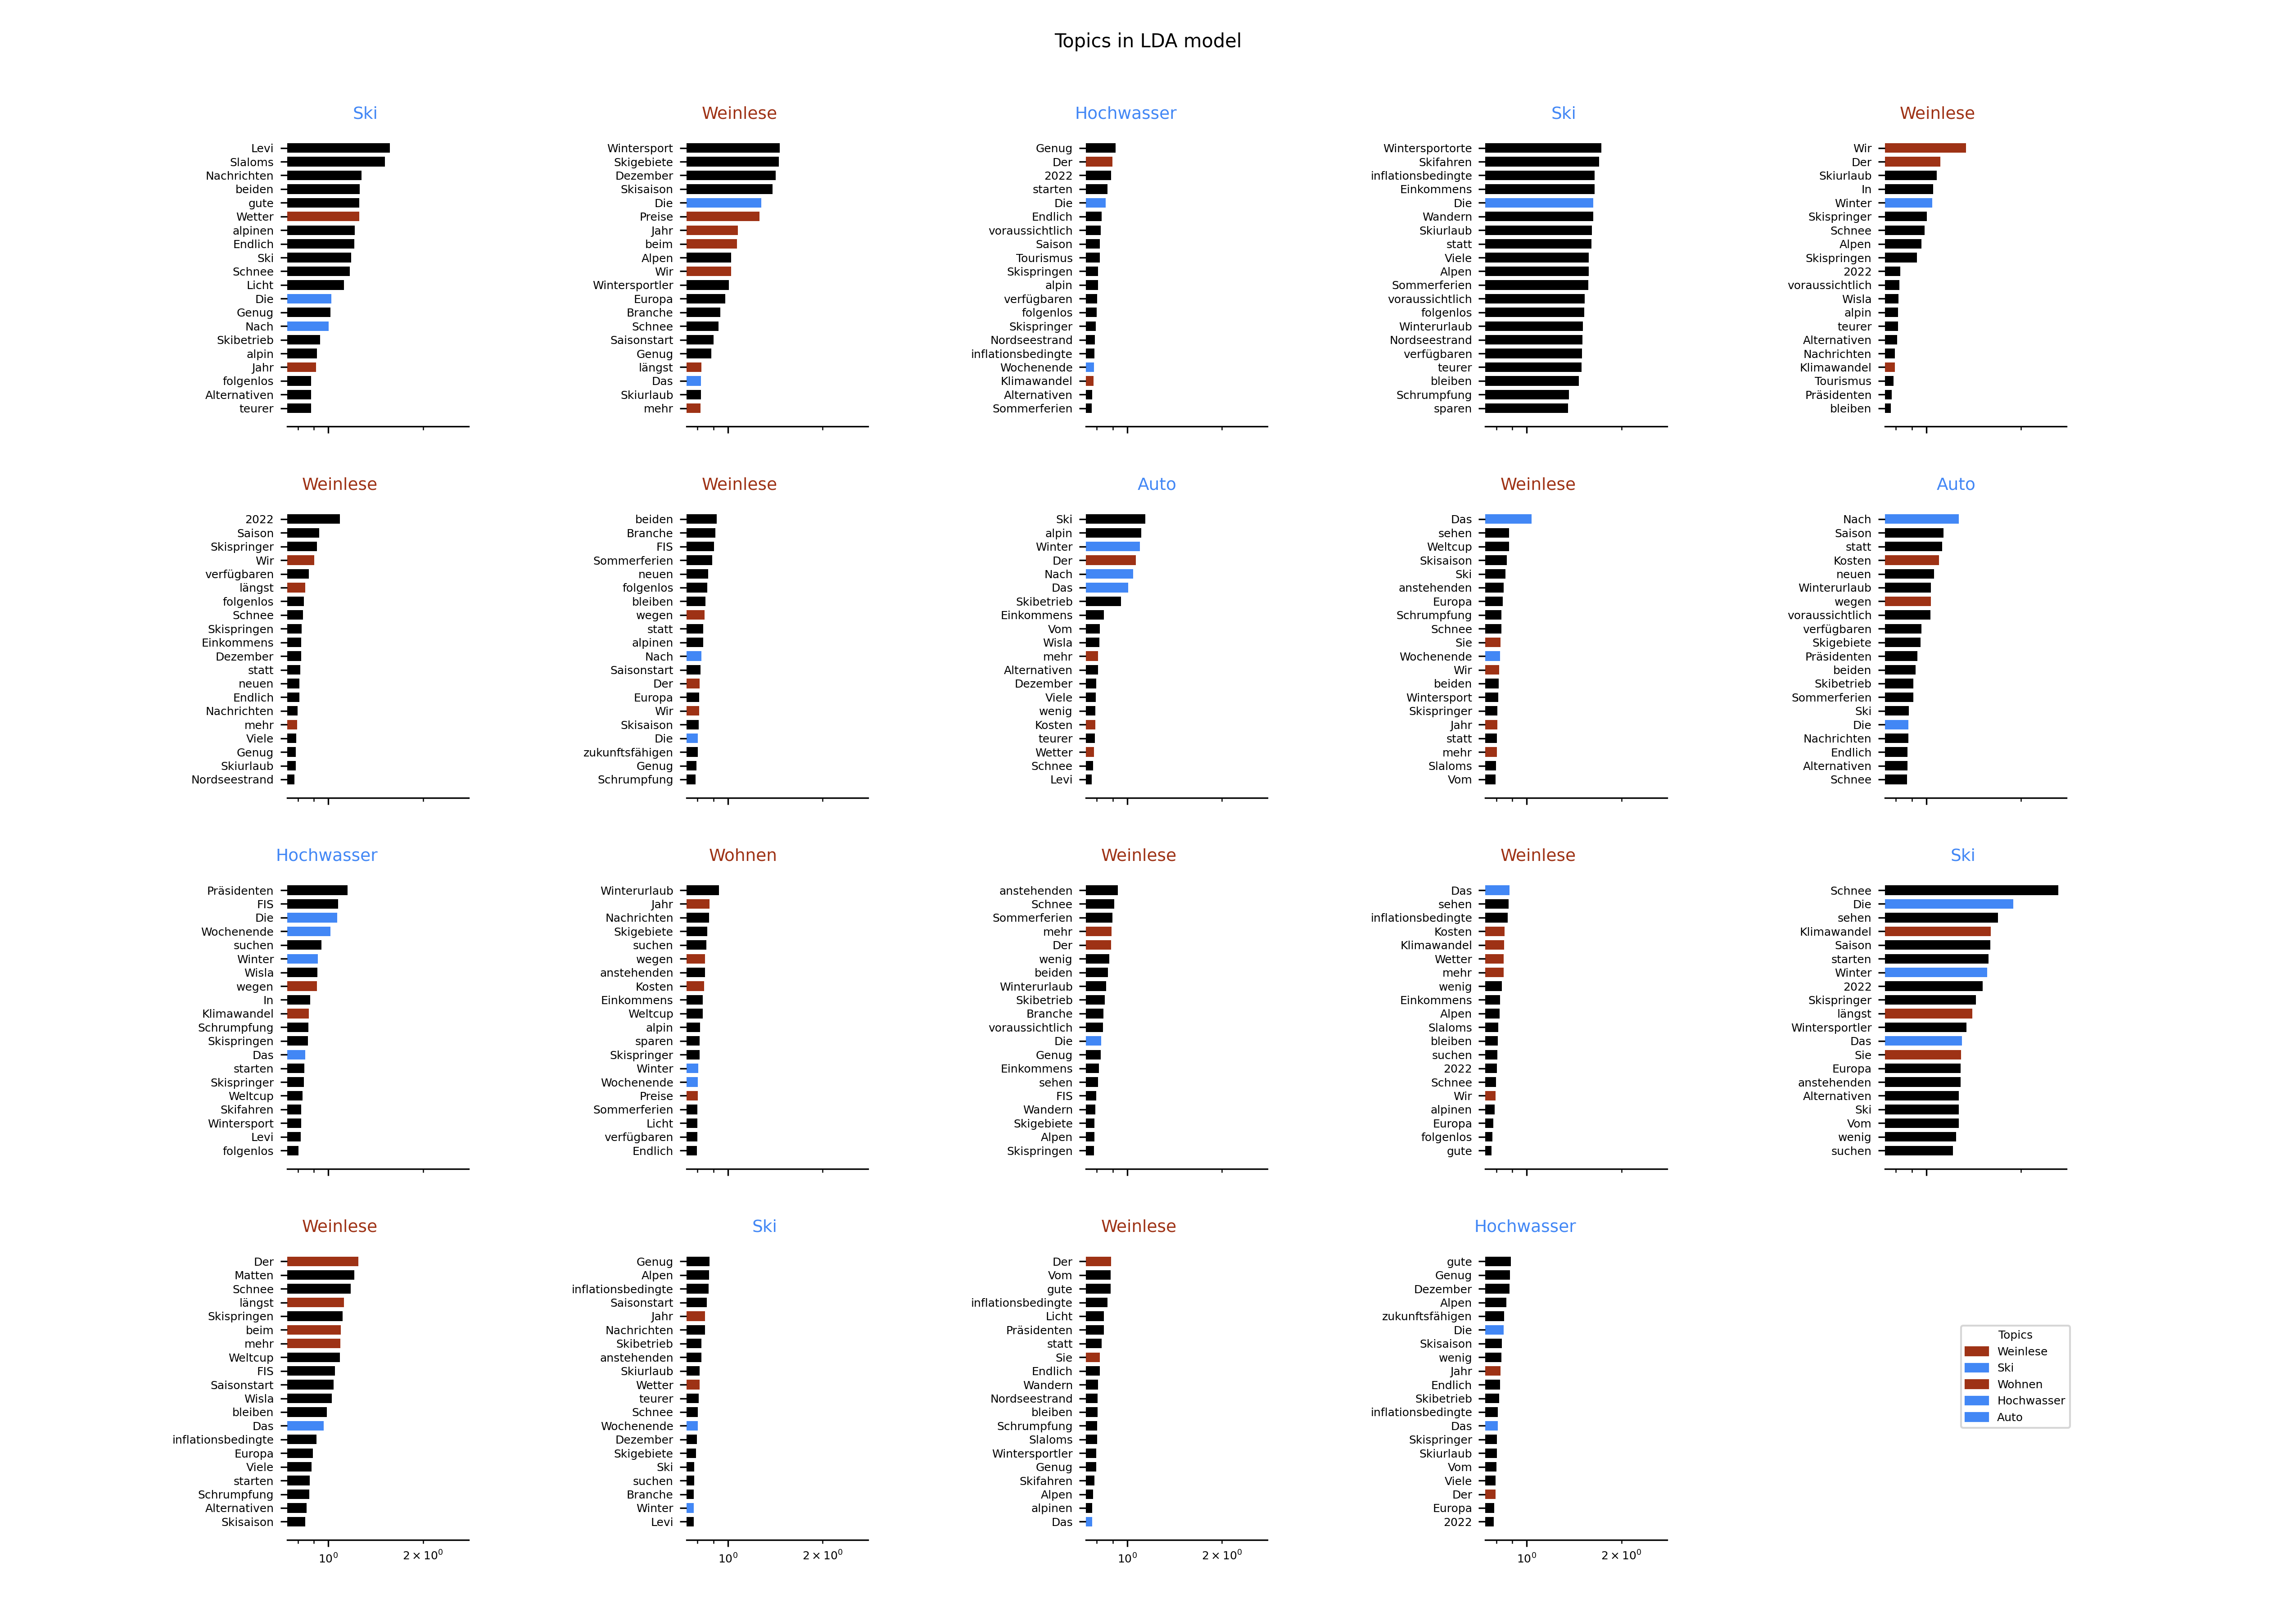 Topics in LDA model
Ski
Levi
Slaloms
Nachrichten
beiden
gute
Wetter
alpinen
Endlich
Ski
Schnee
Licht
Die
Genug
Nach
Skibetrieb
alpin
Jahr
folgenlos
Alternativen
teurer
Weinlese
Wintersport
Skigebiete
Dezember
Skisaison
Die
Preise
Jahr
beim
Alpen
Wir
Wintersportler
Europa
Branche
Schnee
Saisonstart
Genug
längst
Das
Skiurlaub
mehr
Hochwasser
Genug
Der
2022
starten
Die
Endlich
voraussichtlich
Saison
Tourismus
Skispringen
alpin
verfügbaren
folgenlos
Skispringer
Nordseestrand
inflationsbedingte
Wochenende
Klimawandel
Alternativen
Sommerferien
Ski
Wintersportorte
Skifahren
inflationsbedingte
Einkommens
Die
Wandern
Skiurlaub
statt
Viele
Alpen
Sommerferien
voraussichtlich
folgenlos
Winterurlaub
Nordseestrand
verfügbaren
teurer
bleiben
Schrumpfung
sparen
Weinlese
Wir
Der
Skiurlaub
In
Winter
Skispringer
Schnee
Alpen
Skispringen
2022
voraussichtlich
Wisla
alpin
teurer
Alternativen
Nachrichten
Klimawandel
Tourismus
Präsidenten
bleiben
Weinlese
2022
Saison
Skispringer
Wir
verfügbaren
längst
folgenlos
Schnee
Skispringen
Einkommens
Dezember
statt
neuen
Endlich
Nachrichten
mehr
Viele
Genug
Skiurlaub
Nordseestrand
Weinlese
beiden
Branche
FIS
Sommerferien
neuen
folgenlos
bleiben
wegen
statt
alpinen
Nach
Saisonstart
Der
Europa
Wir
Skisaison
Die
zukunftsfähigen
Genug
Schrumpfung
Auto
Ski
alpin
Winter
Der
Nach
Das
Skibetrieb
Einkommens
Vom
Wisla
mehr
Alternativen
Dezember
Viele
wenig
Kosten
teurer
Wetter
Schnee
Levi
Weinlese
Das
sehen
Weltcup
Skisaison
Ski
anstehenden
Europa
Schrumpfung
Schnee
Sie
Wochenende
Wir
beiden
Wintersport
Skispringer
Jahr
statt
mehr
Slaloms
Vom
Auto
Nach
Saison
statt
Kosten
neuen
Winterurlaub
wegen
voraussichtlich
verfügbaren
Skigebiete
Präsidenten
beiden
Skibetrieb
Sommerferien
Ski
Die
Nachrichten
Endlich
Alternativen
Schnee
Hochwasser
Präsidenten
FIS
Die
Wochenende
suchen
Winter
Wisla
wegen
In
Klimawandel
Schrumpfung
Skispringen
Das
starten
Skispringer
Weltcup
Skifahren
Wintersport
Levi
folgenlos
Wohnen
Winterurlaub
Jahr
Nachrichten
Skigebiete
suchen
wegen
anstehenden
Kosten
Einkommens
Weltcup
alpin
sparen
Skispringer
Winter
Wochenende
Preise
Sommerferien
Licht
verfügbaren
Endlich
Weinlese
anstehenden
Schnee
Sommerferien
mehr
Der
wenig
beiden
Winterurlaub
Skibetrieb
Branche
voraussichtlich
Die
Genug
Einkommens
sehen
FIS
Wandern
Skigebiete
Alpen
Skispringen
Weinlese
Das
sehen
inflationsbedingte
Kosten
Klimawandel
Wetter
mehr
wenig
Einkommens
Alpen
Slaloms
bleiben
suchen
2022
Schnee
Wir
alpinen
Europa
folgenlos
gute
Ski
Schnee
Die
sehen
Klimawandel
Saison
starten
Winter
2022
Skispringer
längst
Wintersportler
Das
Sie
Europa
anstehenden
Alternativen
Ski
Vom
wenig
suchen
Weinlese
Der
Matten
Schnee
längst
Skispringen
beim
mehr
Weltcup
FIS
Saisonstart
Wisla
bleiben
Das
inflationsbedingte
Europa
Viele
starten
Schrumpfung
Alternativen
Skisaison
10⁰
2 × 10⁰
Ski
Genug
Alpen
inflationsbedingte
Saisonstart
Jahr
Nachrichten
Skibetrieb
anstehenden
Skiurlaub
Wetter
teurer
Schnee
Wochenende
Dezember
Skigebiete
Ski
suchen
Branche
Winter
Levi
10⁰
2 × 10⁰
Weinlese
Der
Vom
gute
inflationsbedingte
Licht
Präsidenten
statt
Sie
Endlich
Wandern
Nordseestrand
bleiben
Schrumpfung
Slaloms
Wintersportler
Genug
Skifahren
Alpen
alpinen
Das
10⁰
2 × 10⁰
Hochwasser
gute
Genug
Dezember
Alpen
zukunftsfähigen
Die
Skisaison
wenig
Jahr
Endlich
Skibetrieb
inflationsbedingte
Das
Skispringer
Skiurlaub
Vom
Viele
Der
Europa
2022
10⁰
2 × 10⁰
Topics
Weinlese
Ski
Wohnen
Hochwasser
Auto